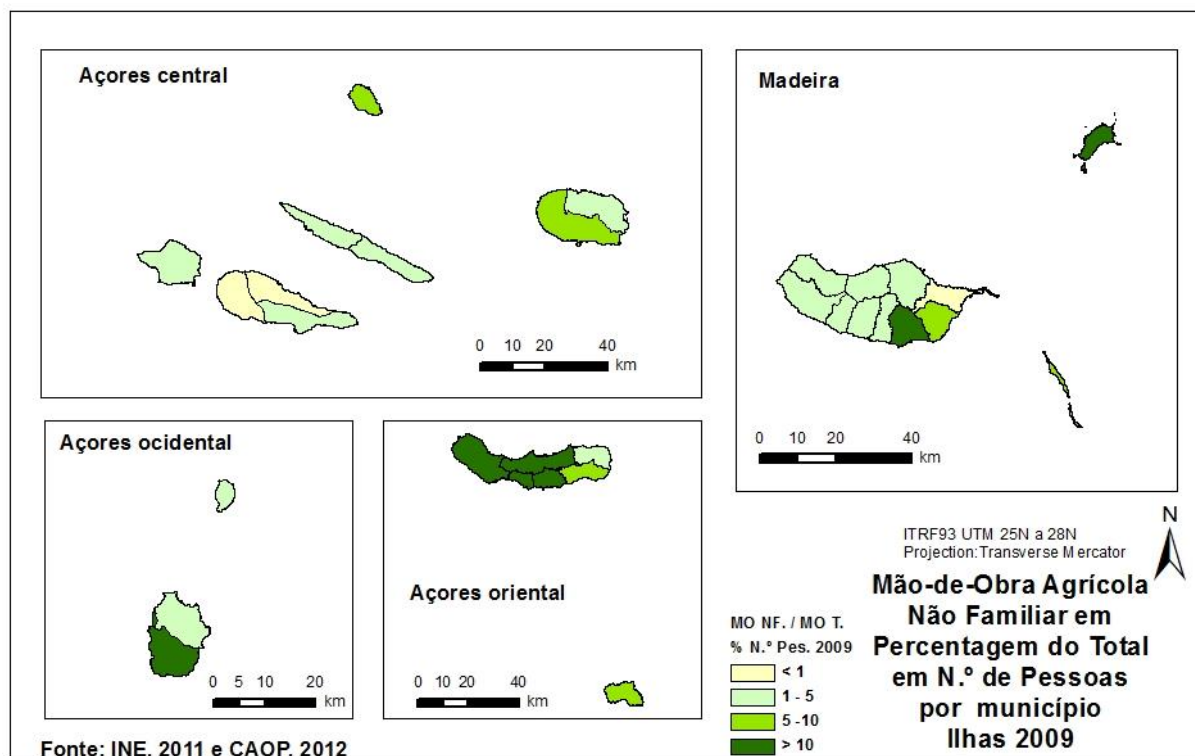 Açores central
0 10 20 40
km
Madeira
0 10 20 40
km
Açores ocidental
0 5 10 20
km
Açores oriental
0 10 20 40
km
N
ITRF93 UTM 25N a 28N
Projection: Transverse Mercator
Mão-de-Obra Agrícola
Não Familiar em
Percentagem do Total
em N.º de Pessoas
por município
Ilhas 2009
MO NF. / MO T.
% N.º Pes. 2009
< 1
1 - 5
5 -10
> 10
Fonte: INE, 2011 e CAOP, 2012